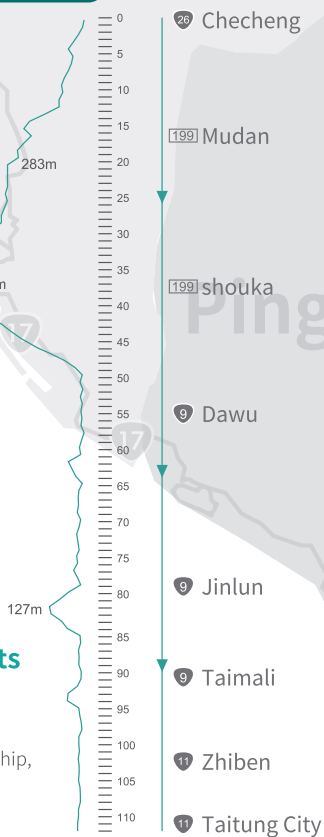 0
26 Checheng
5
10
15
199 Mudan
283m
20
25
30
35
199 shouka
m
Ping
40
17
45
50
55
9 Dawu
17
60
65
70
75
9 Jinlun
80
127m
85
ts
90
9 Taimali
95
100
hip,
11 Zhiben
105
110
11 Taitung City